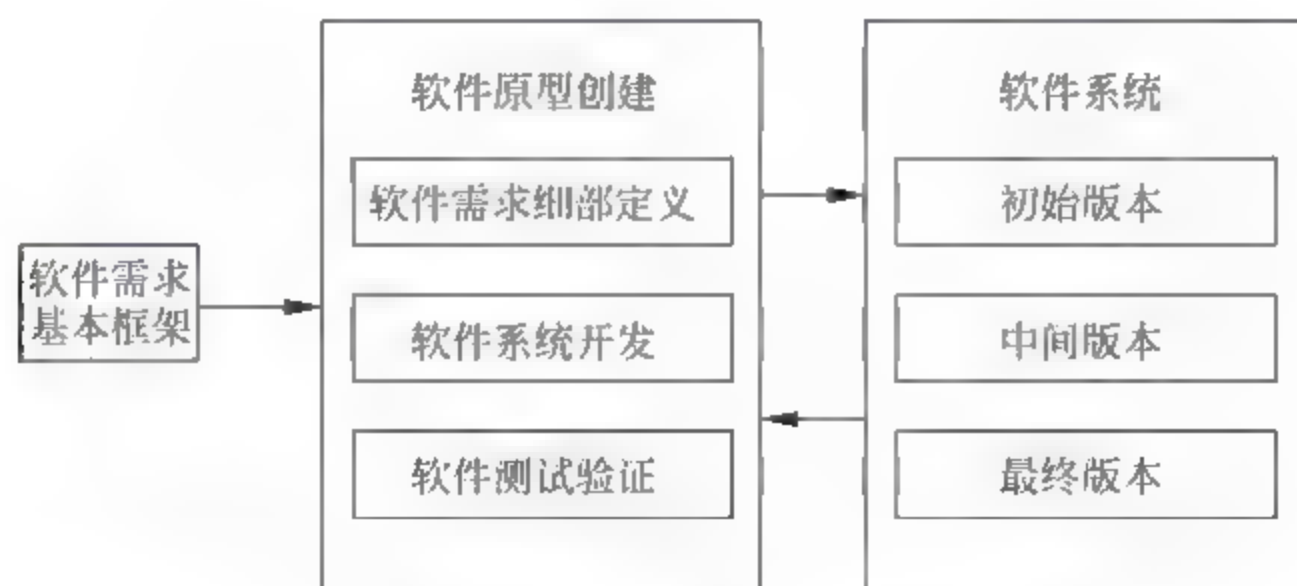 软件需求
基本框架
软件原型创建
软件需求细部定义
软件系统开发
软件测试验证
软件系统
初始版本
中间版本
最终版本